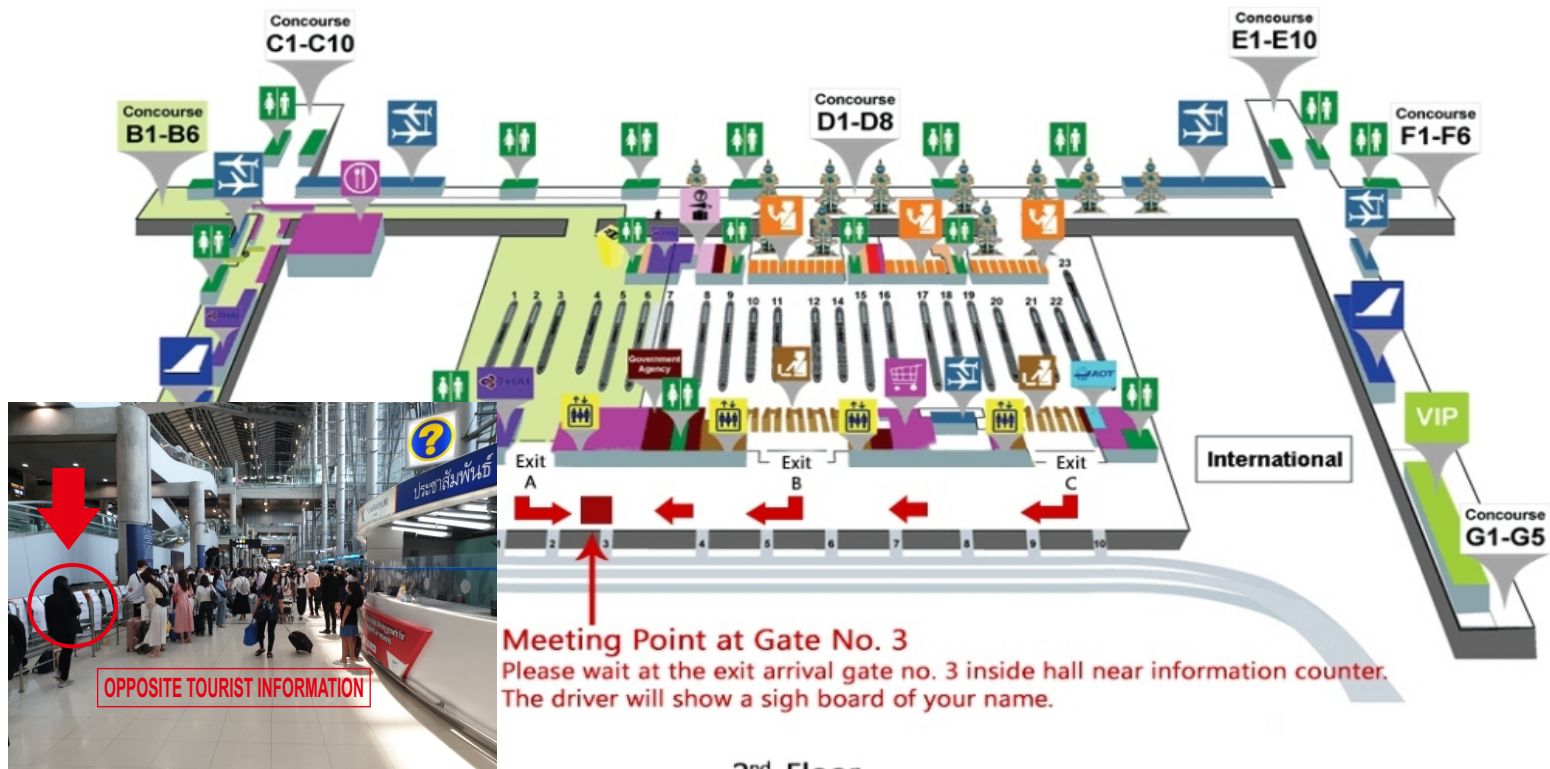 Concourse
C1-C10
Concourse
E1-E10
Concourse
B1-B6
Concourse
D1-D8
Concourse
F1-F6
THAI
1 2 3 4 5 6 7 8 9 10 11 12 14 15 16 17 18 19 20 21 22 23
Government
Agency
THAI
AOT
VIP
Exit
A
Exit
B
Exit
C
International
Concourse
G1-G5
1 2 3 4 5 6 7 8 9 10
?
ประชาสัมพันธ์
OPPOSITE TOURIST INFORMATION
Meeting Point at Gate No. 3
Please wait at the exit arrival gate no. 3 inside hall near information counter.
The driver will show a sigh board of your name.